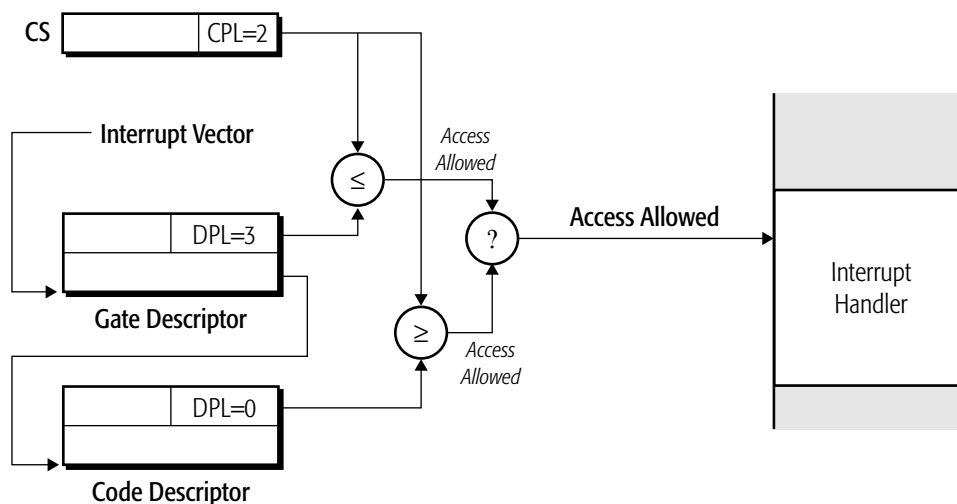 CS
CPL=2
Interrupt Vector
Access
Allowed
≤
DPL=3
?
Access Allowed
Interrupt
Handler
Gate Descriptor
≥
Access
Allowed
DPL=0
Code Descriptor